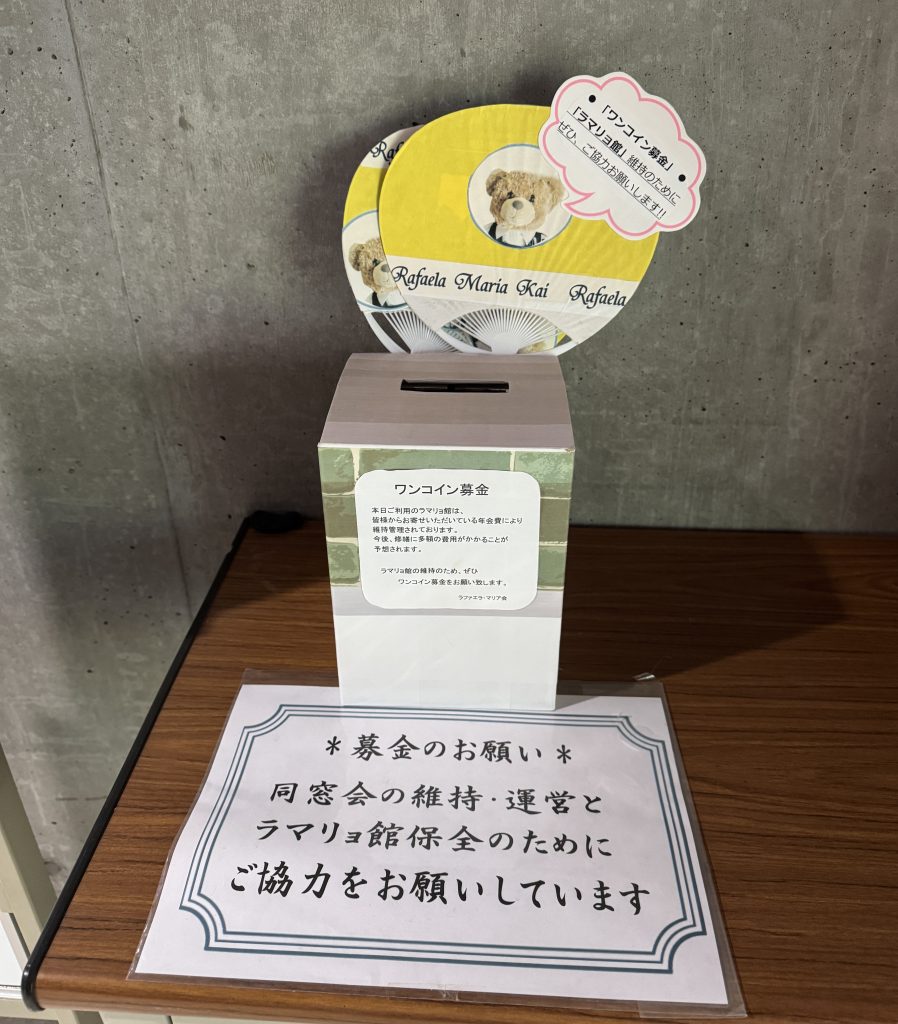 ・「ワンコイン募金」
「ラマリョ館」維持のために・
ぜひ、ご協力お願いします!!
Rafa
Rafaela Maria Kai Rafaela
ワンコイン募金
本日ご利用のラマリョ館は、
皆様からお寄せいただいている年会費により
維持管理されております。
今後、修繕に多額の費用がかかることが
予想されます。
ラマリョ館の維持のため、ぜひ
ワンコイン募金をお願い致します。
ラファエラ・マリア会
＊募金のお願い＊
同窓会の維持・運営と
ラマリョ館保全のために
ご協力をお願いしています